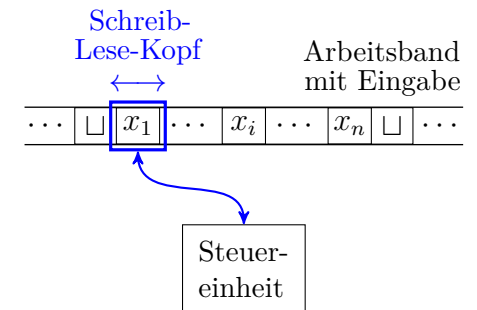 Schreib-
Lese-Kopf
Arbeitsband
mit Eingabe
··· ⊔ x₁ ··· xᵢ ··· xₙ ⊔ ···
Steuer-
einheit